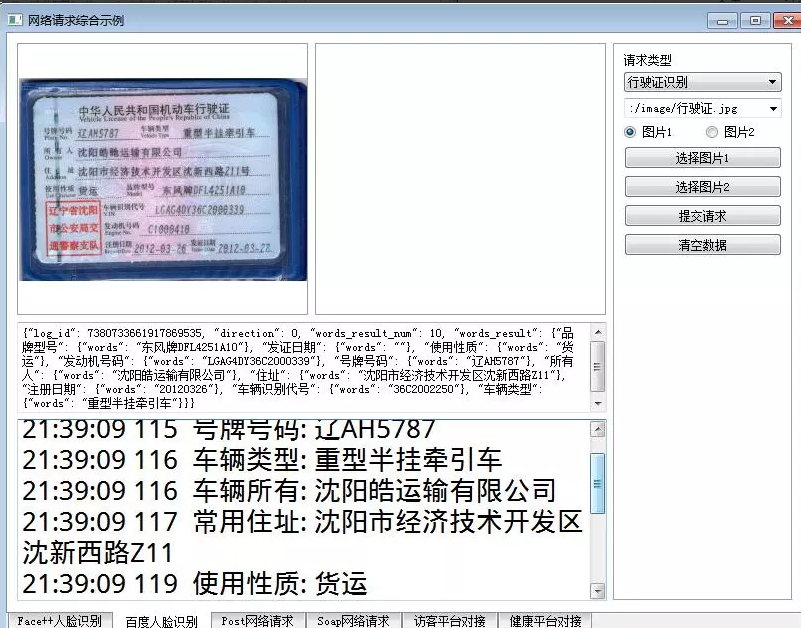 网络请求综合示例
中华人民共和国机动车行驶证
Vehicle License of the People's Republic of China
号牌号码 辽AH5787 车辆类型 重型半挂牵引车
所有人 沈阳皓驰运输有限公司
住址 沈阳市经济技术开发区沈新西路Z11号
使用性质 货运 品牌型号 东风牌DFL4251A10
辽宁省沈阳
市公安局交
通警察支队
车辆识别代号 LGAG4DY36C2000339
发动机号码 C1000410
注册日期 2012-03-26 发证日期 2012-03-27
请求类型
行驶证识别
:/image/行驶证.jpg
图片1 图片2
选择图片1
选择图片2
提交请求
清空数据
{"log_id": 7380733661917869535, "direction": 0, "words_result_num": 10, "words_result": {"品
牌型号": {"words": "东风牌DFL4251A10"}, "发证日期": {"words": ""}, "使用性质": {"words": "货
运"}, "发动机号码": {"words": "LGAG4DY36C2000339"}, "号牌号码": {"words": "辽AH5787"}, "所有
人": {"words": "沈阳皓运输有限公司"}, "住址": {"words": "沈阳市经济技术开发区沈新西路Z11"},
"注册日期": {"words": "20120326"}, "车辆识别代号": {"words": "36C2002250"}, "车辆类型":
{"words": "重型半挂牵引车"}}}
21:39:09 115 号牌号码: 辽AH5787
21:39:09 116 车辆类型: 重型半挂牵引车
21:39:09 116 车辆所有: 沈阳皓运输有限公司
21:39:09 117 常用住址: 沈阳市经济技术开发区
沈新西路Z11
21:39:09 119 使用性质: 货运
Face++人脸识别 百度人脸识别 Post网络请求 Soap网络请求 访客平台对接 健康平台对接